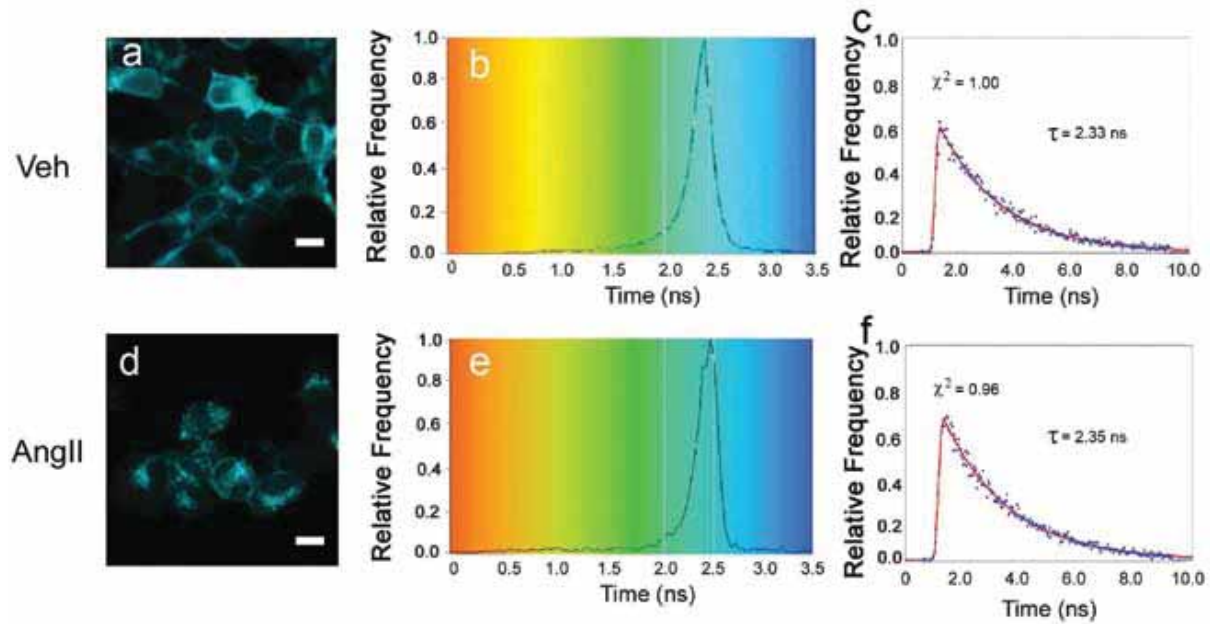 Veh
a
b
Relative Frequency
1.0
0.8
0.6
0.4
0.2
0.0
0 0.5 1.0 1.5 2.0 2.5 3.0 3.5
Time (ns)
c
Relative Frequency
1.0
0.8
0.6
0.4
0.2
0.0
χ² = 1.00
τ = 2.33 ns
0 2.0 4.0 6.0 8.0 10.0
Time (ns)
AngII
d
e
Relative Frequency
1.0
0.8
0.6
0.4
0.2
0.0
0 0.5 1.0 1.5 2.0 2.5 3.0 3.5
Time (ns)
f
Relative Frequency
1.0
0.8
0.6
0.4
0.2
0.0
χ² = 0.96
τ = 2.35 ns
0 2.0 4.0 6.0 8.0 10.0
Time (ns)